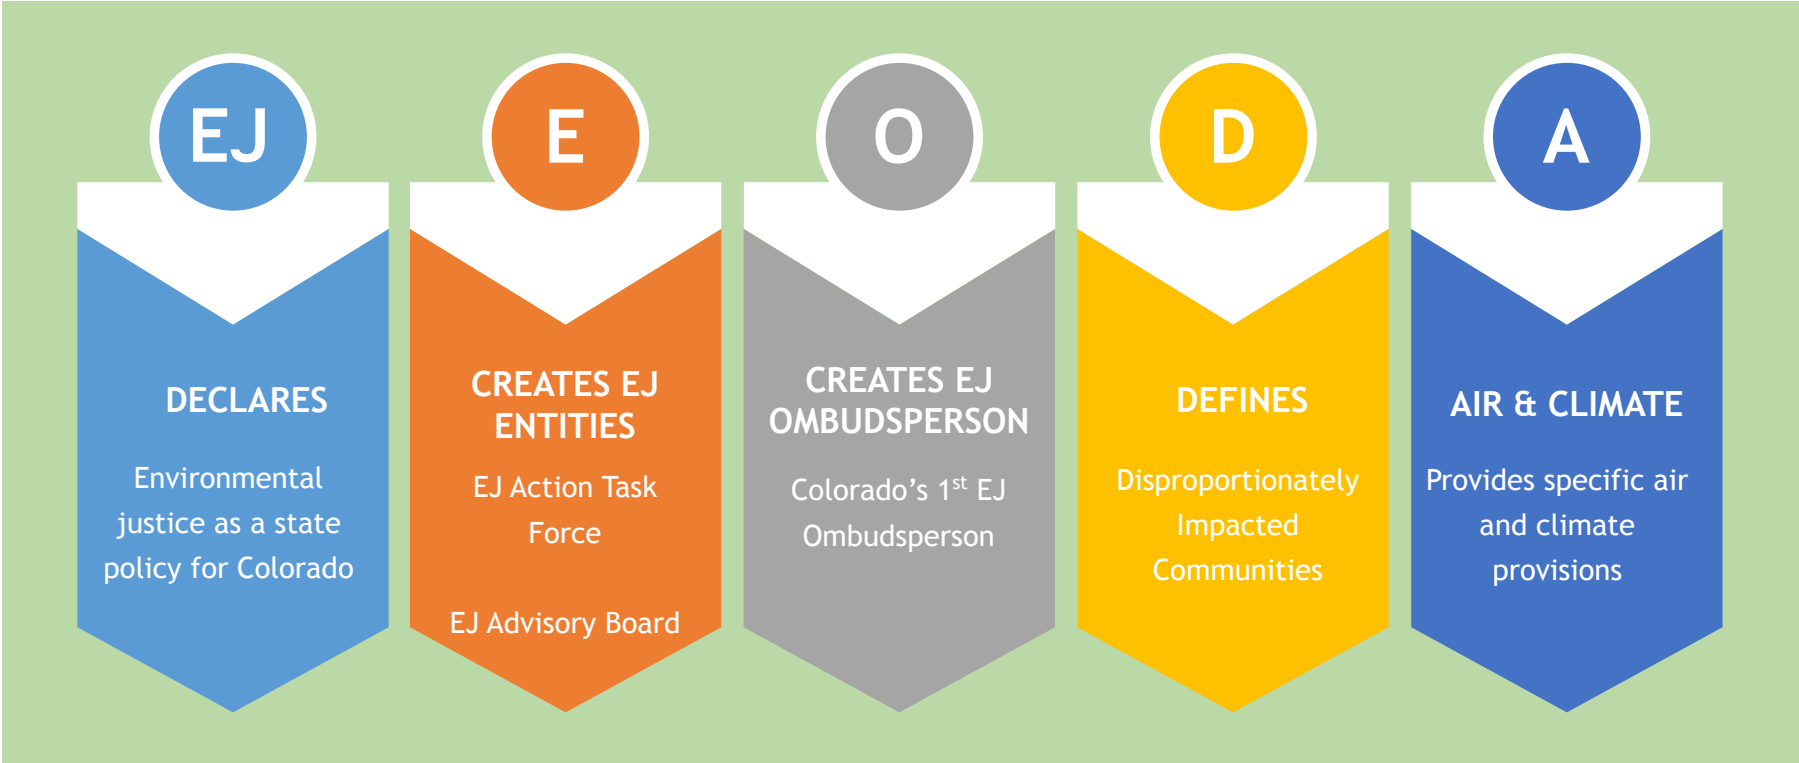 EJ
DECLARES
Environmental
justice as a state
policy for Colorado
E
CREATES EJ
ENTITIES
EJ Action Task
Force
EJ Advisory Board
O
CREATES EJ
OMBUDSPERSON
Colorado’s 1st EJ
Ombudsperson
D
DEFINES
Disproportionately
Impacted
Communities
A
AIR & CLIMATE
Provides specific air
and climate
provisions